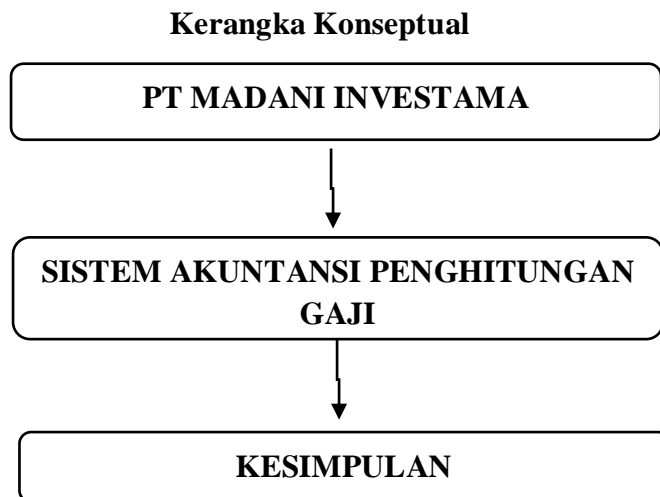 Kerangka Konseptual
PT MADANI INVESTAMA
SISTEM AKUNTANSI PENGHITUNGAN
GAJI
KESIMPULAN